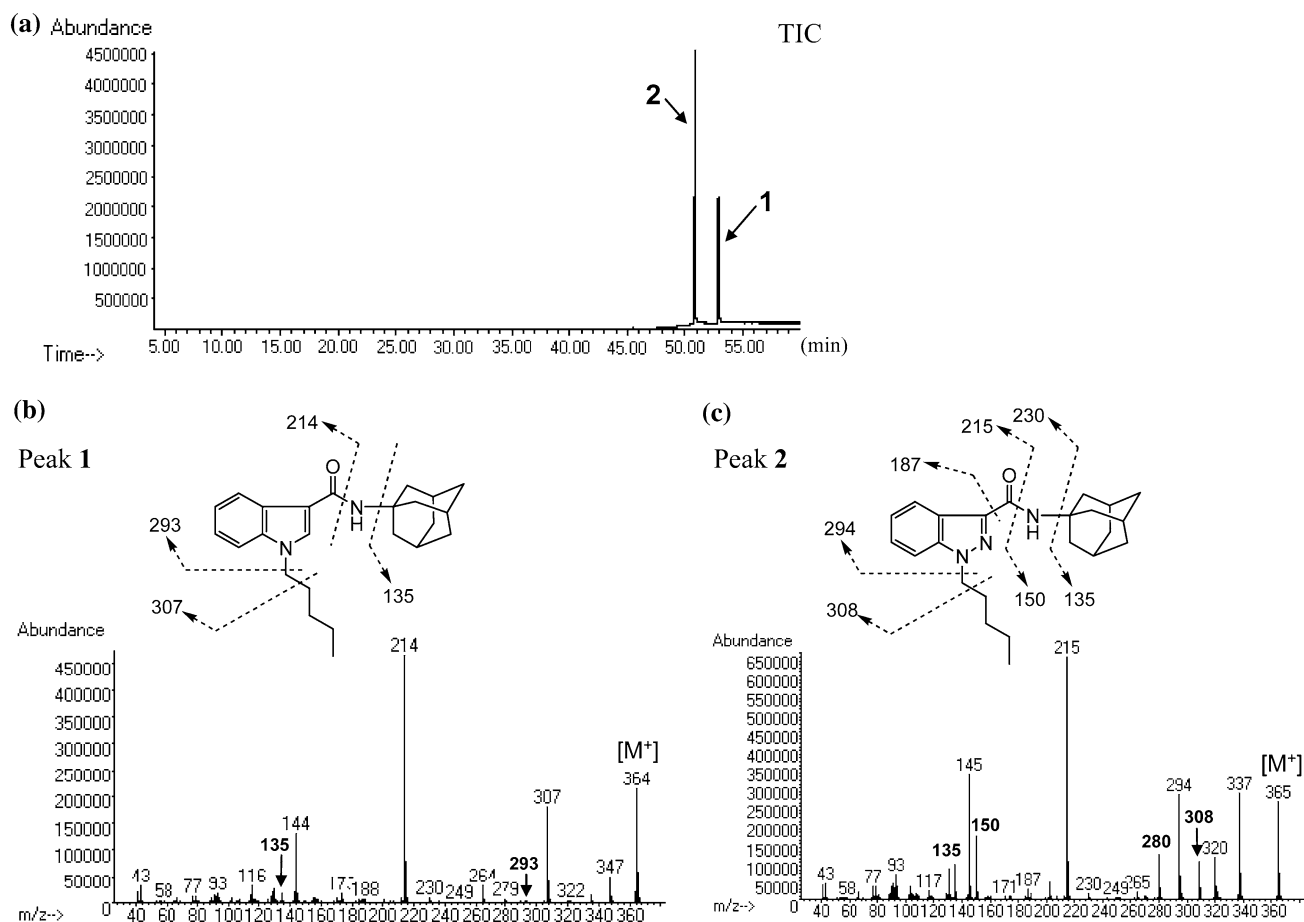 (a) Abundance
TIC
4500000
4000000
3500000
3000000
2500000
2000000
1500000
1000000
500000
2
1
5.00 10.00 15.00 20.00 25.00 30.00 35.00 40.00 45.00 50.00 55.00 (min)
Time-->
(b)
Peak 1
214
O
N
H
N
293
307
135
Abundance
450000
400000
350000
300000
250000
200000
150000
100000
50000
0
43 58 77 93 116 135 144 188 214 230 249 264 279 293 307 322 347 364
[M+]
40 60 80 100 120 140 160 180 200 220 240 260 280 300 320 340 360
m/z-->
(c)
Peak 2
230
215
187
O
N
H
N
N
294
308
150
135
Abundance
650000
600000
550000
500000
450000
400000
350000
300000
250000
200000
150000
100000
50000
0
43 58 77 93 117 135 145 150 171 187 215 230 249 265 280 294 308 320 337 365
[M+]
40 60 80 100 120 140 160 180 200 220 240 260 280 300 320 340 360
m/z-->